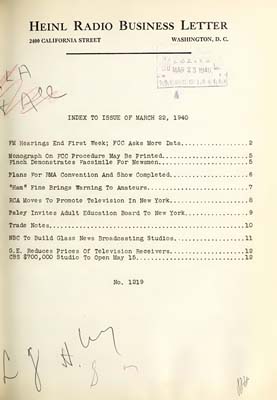 HEINL RADIO BUSINESS LETTER
2400 CALIFORNIA STREET WASHINGTON, D. C.
MAR 23 1940
INDEX TO ISSUE OF MARCH 22, 1940
FM Hearings End First Week; FCC Asks More Data.................2
Monograph On FCC Procedure May Be Printed......................5
Finch Demonstrates Facsimile For Newsmen.......................5
Plans For RMA Convention And Show Completed....................6
"Ham" Fine Brings Warning To Amateurs..........................7
RCA Moves To Promote Television In New York....................8
Paley Invites Adult Education Board To New York................9
Trade Notes...................................................10
NBC To Build Glass News Broadcasting Studios..................11
G.E. Reduces Prices Of Television Receivers...................12
CBS $700,000 Studio To Open May 15............................12
No. 1219